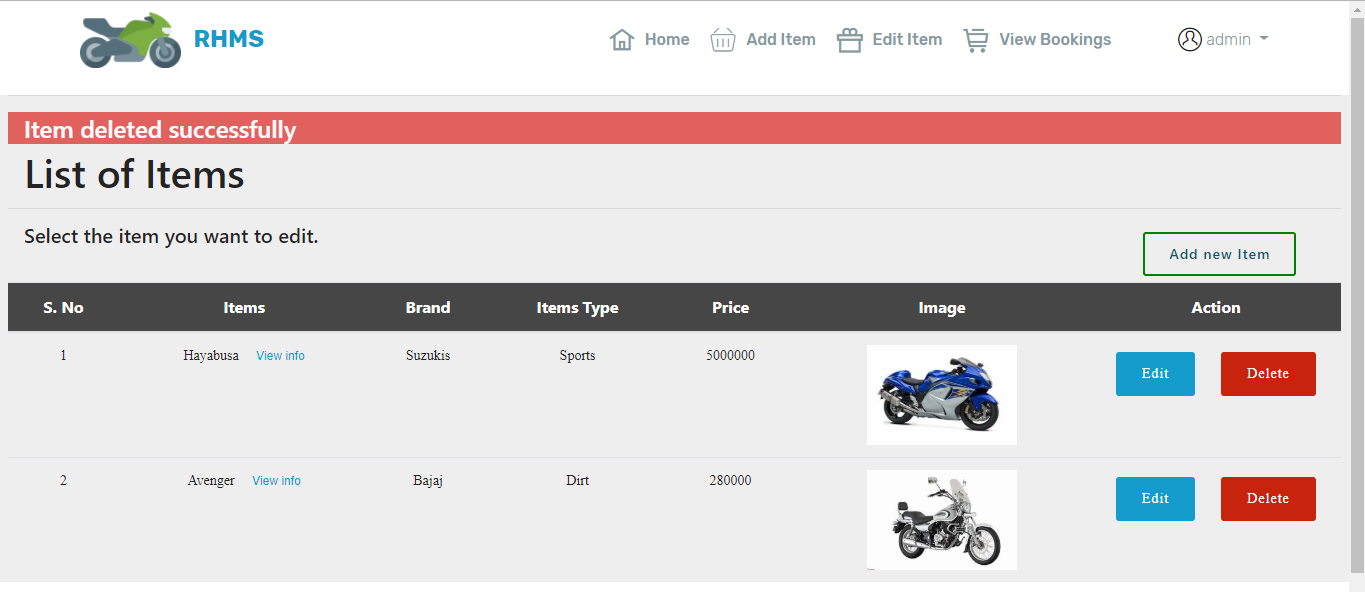 RHMS Home Add Item Edit Item View Bookings admin
Item deleted successfully
List of Items
Select the item you want to edit.
Add new Item
S. No Items Brand Items Type Price Image Action
1 Hayabusa View info Suzukis Sports 5000000 Edit Delete
2 Avenger View info Bajaj Dirt 280000 Edit Delete